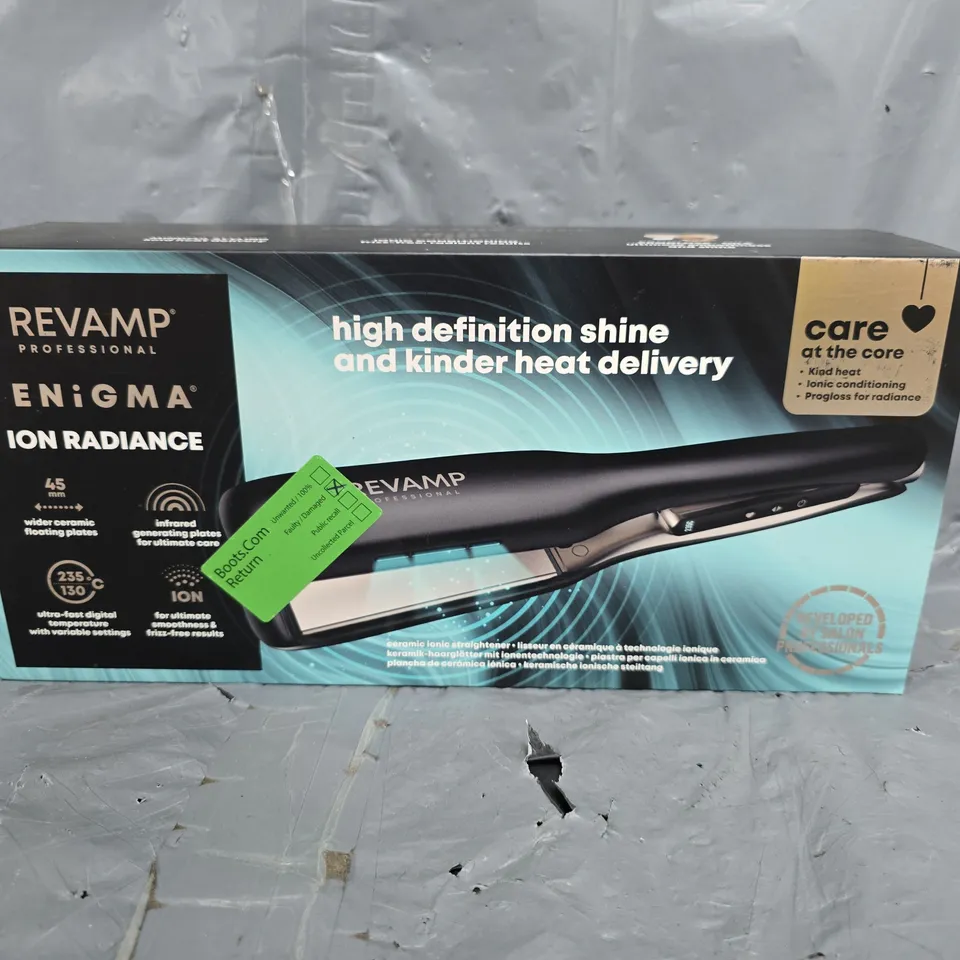 REVAMP®
PROFESSIONAL
ENiGMA®
ION RADIANCE
45
mm
wider ceramic
floating plates
infrared
generating plates
for ultimate care
235
130 °C
ultra-fast digital
temperature
with variable settings
ION
for ultimate
smoothness &
frizz-free results
high definition shine
and kinder heat delivery
care
at the core
• Kind heat
• Ionic conditioning
• Progloss for radiance
REVAMP
PROFESSIONAL
Boots.Com
Return
Unwanted / 100%
Faulty / Damaged
Public recall
Uncollected Parcel
ceramic ionic straightener • lisseur en céramique à technologie ionique
keramik-haarglätter mit ionentechnologie • piastra per capelli ionica in ceramica
plancha de cerámica iónica • keramische ionische steiltang
DEVELOPED
BY SALON
PROFESSIONALS